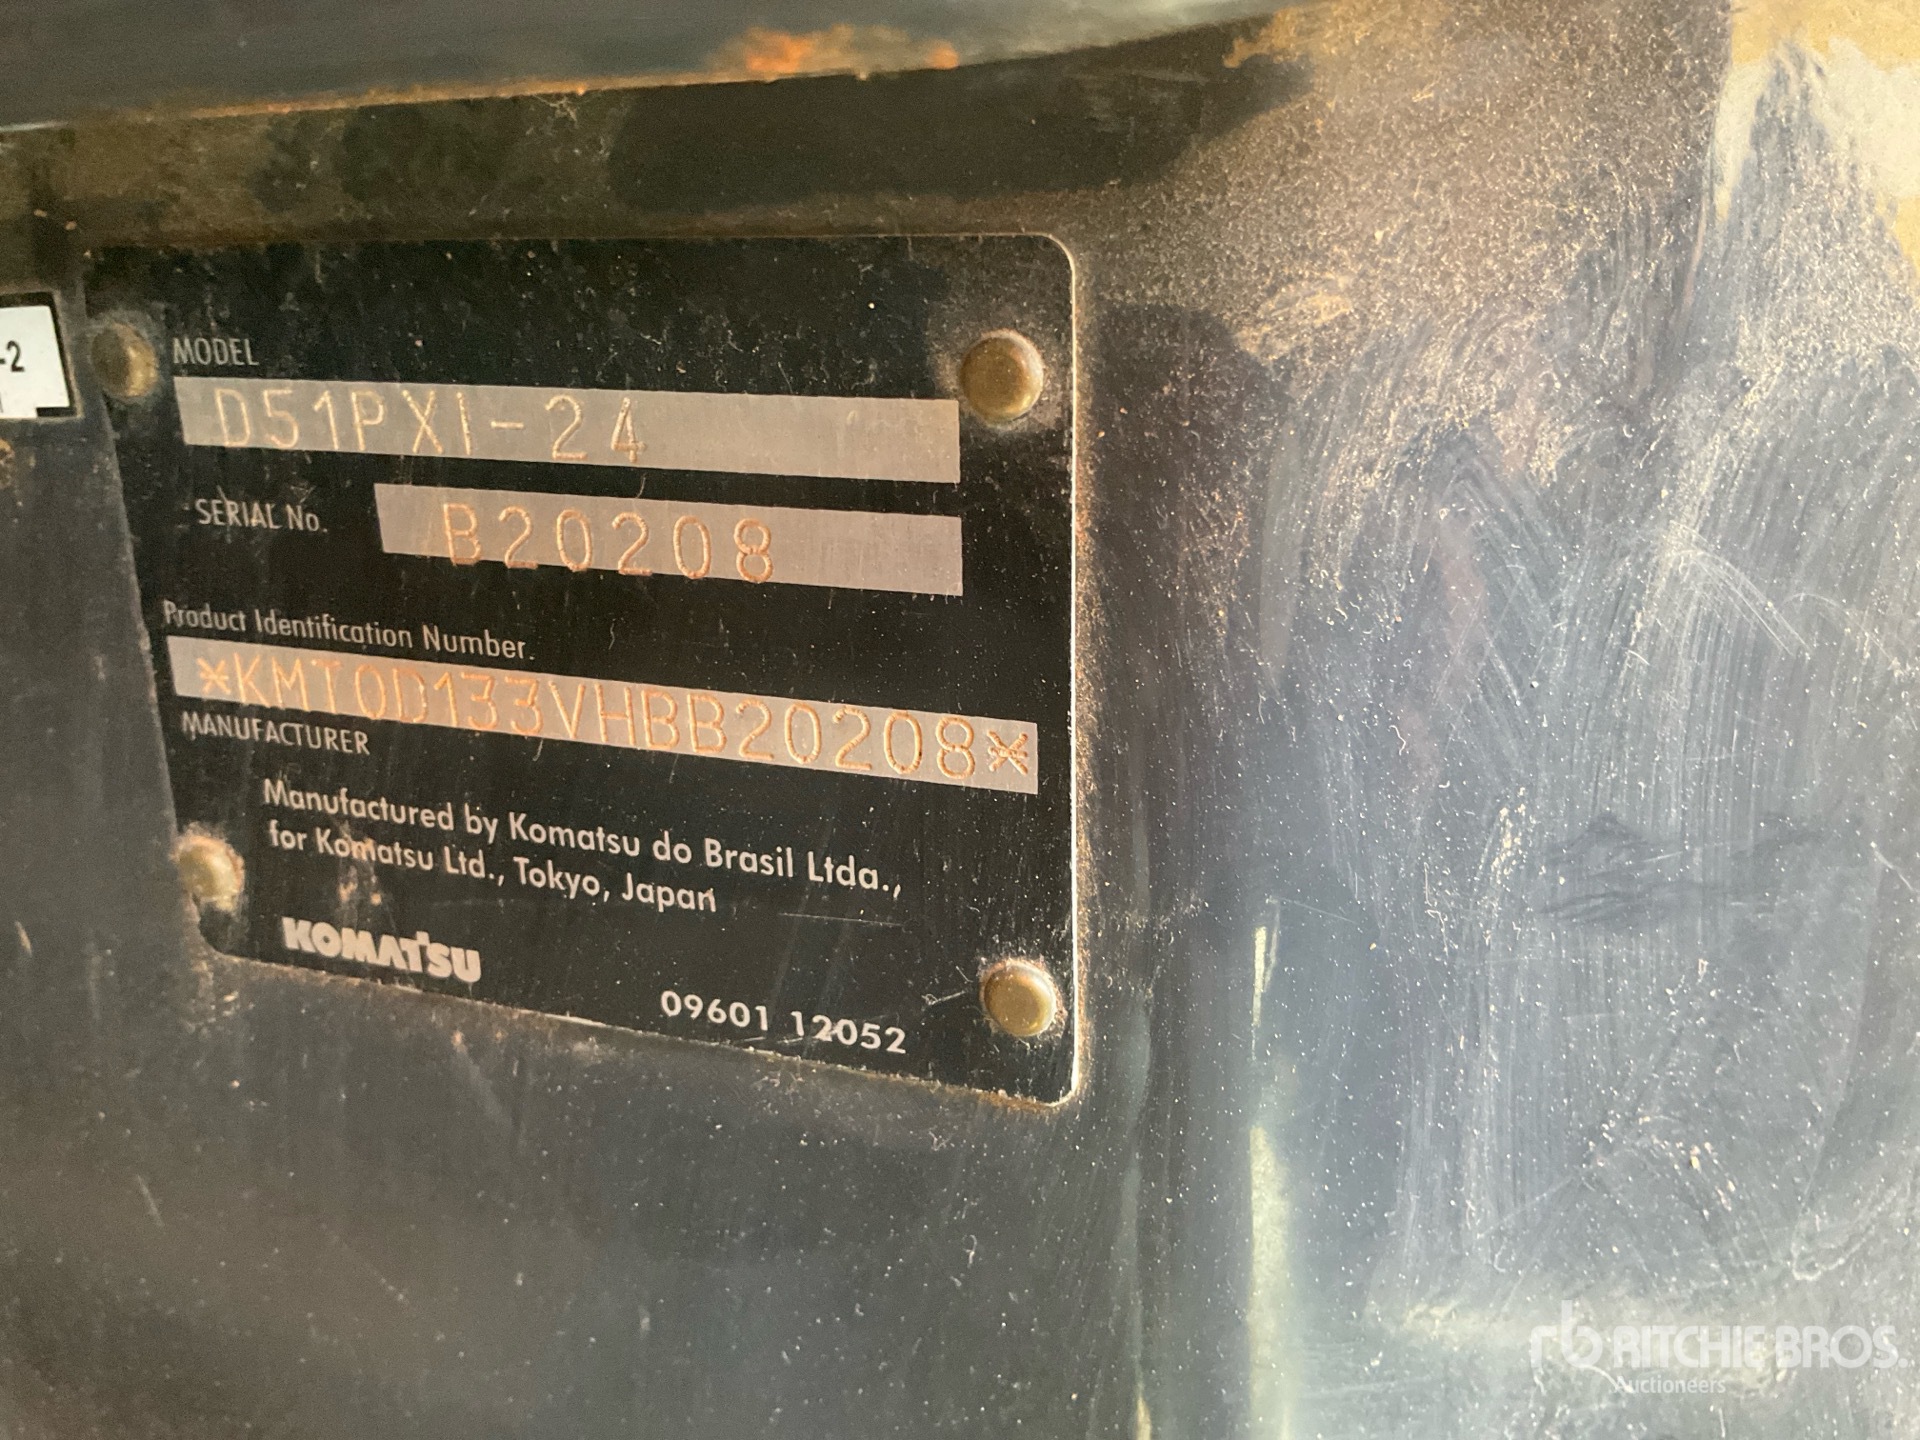 -2
MODEL
D51PXI-24
SERIAL No.
B20208
Product Identification Number.
*KMT0D133VHBB20208*
MANUFACTURER
Manufactured by Komatsu do Brasil Ltda.,
for Komatsu Ltd., Tokyo, Japan
KOMATSU
09601 12052
rb RITCHIE BROS.
Auctioneers